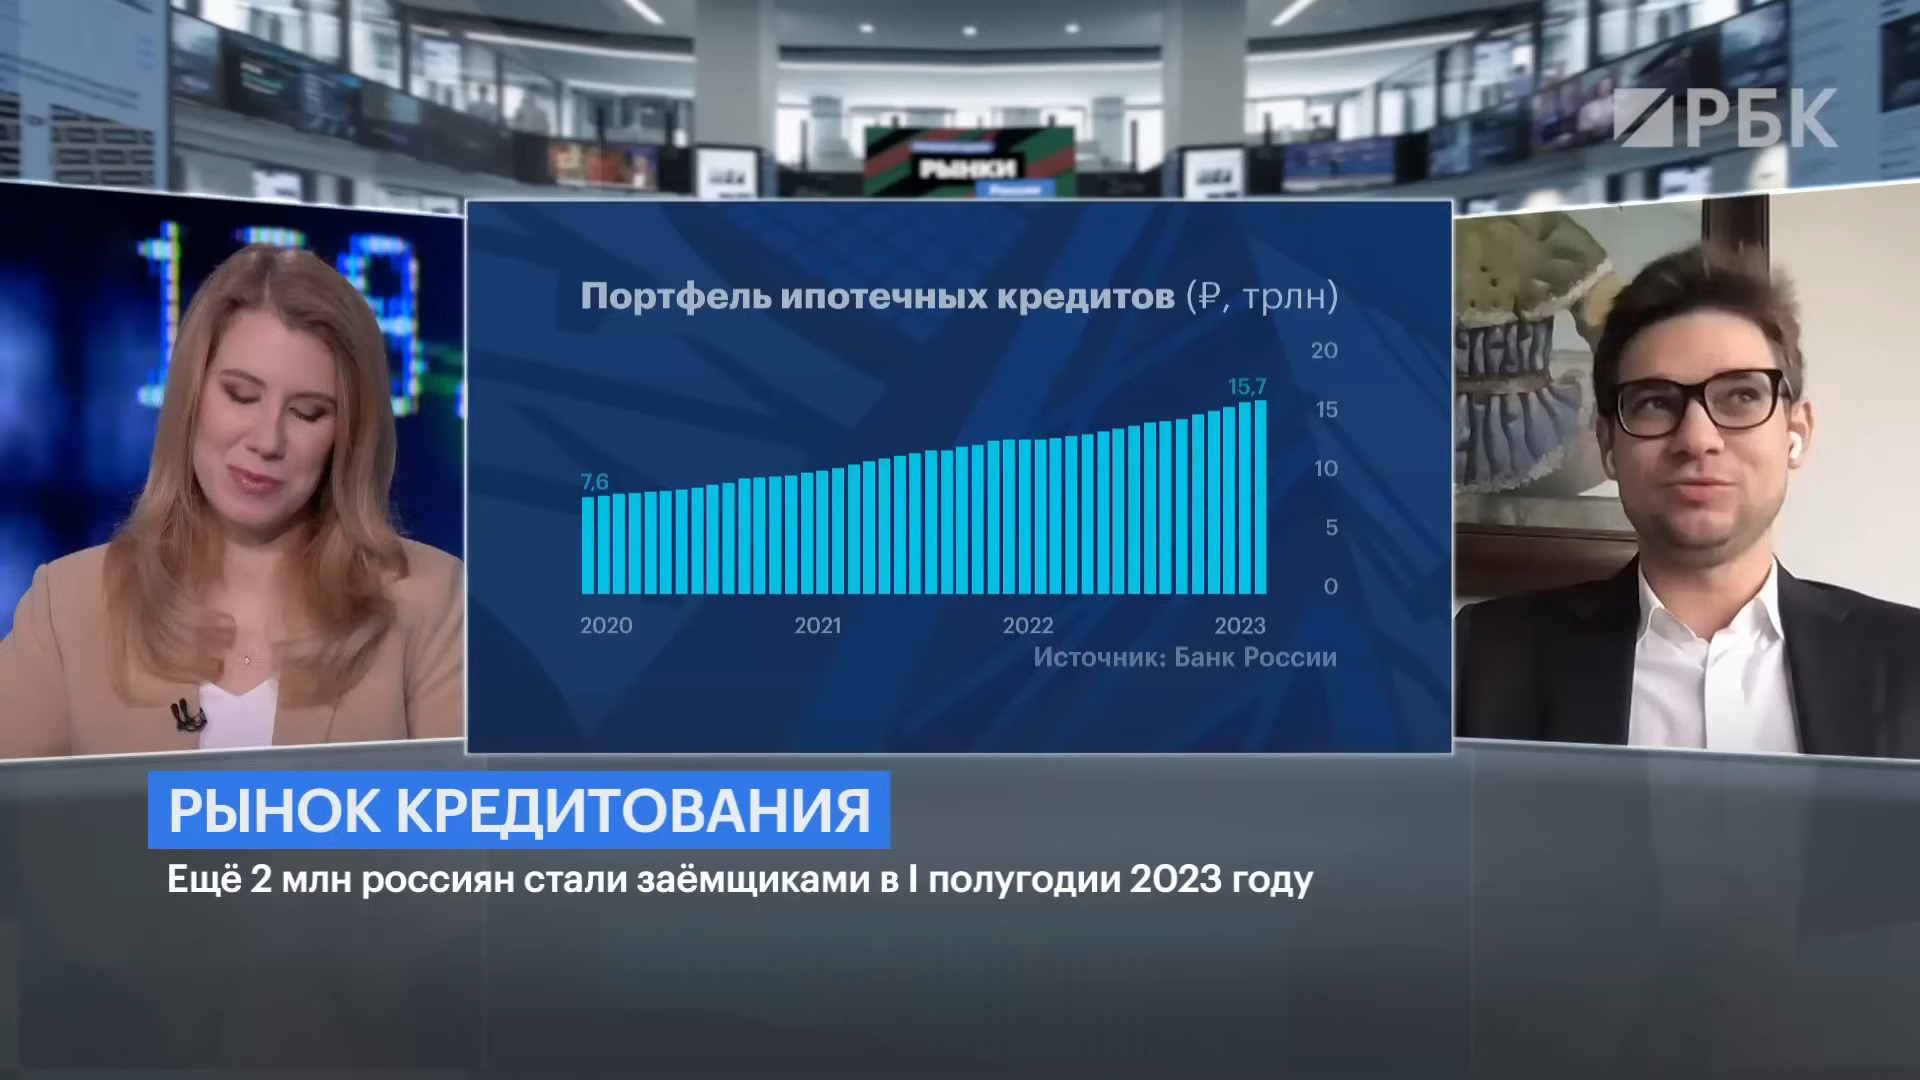 РБК
РЫНКИ
Портфель ипотечных кредитов (₽, трлн)
20
15,7
15
10
7,6
5
0
2020 2021 2022 2023
Источник: Банк России
РЫНОК КРЕДИТОВАНИЯ
Ещё 2 млн россиян стали заёмщиками в I полугодии 2023 году